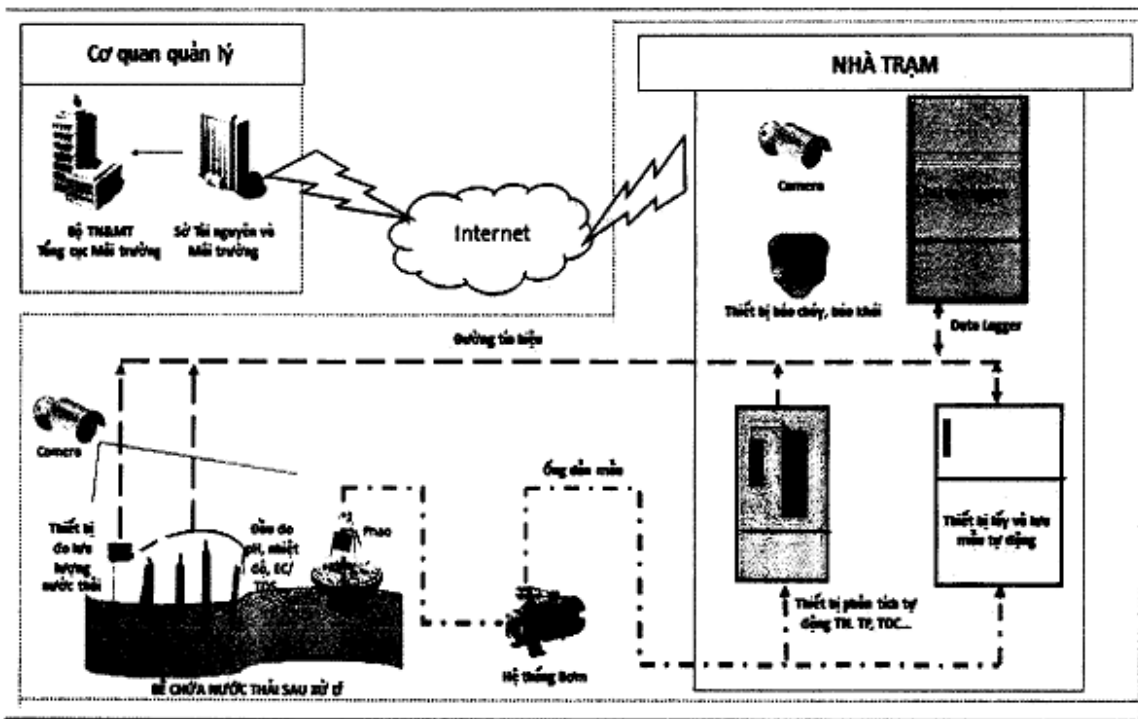 Cơ quan quản lý
Bộ TN&MT
Tổng cục Môi trường
Sở Tài nguyên và
Môi trường
Internet
NHÀ TRẠM
Camera
Thiết bị báo cháy, báo khói
Data Logger
Đường tín hiệu
Camera
Thiết bị
đo lưu
lượng
nước thải
Đầu đo
pH, nhiệt
độ, EC/
TDS
Phao
Ống dẫn mẫu
Hệ thống Bơm
Thiết bị phân tích tự
động TN, TP, TOC...
Thiết bị lấy và lưu
mẫu tự động
BỂ CHỨA NƯỚC THẢI SAU XỬ LÝ